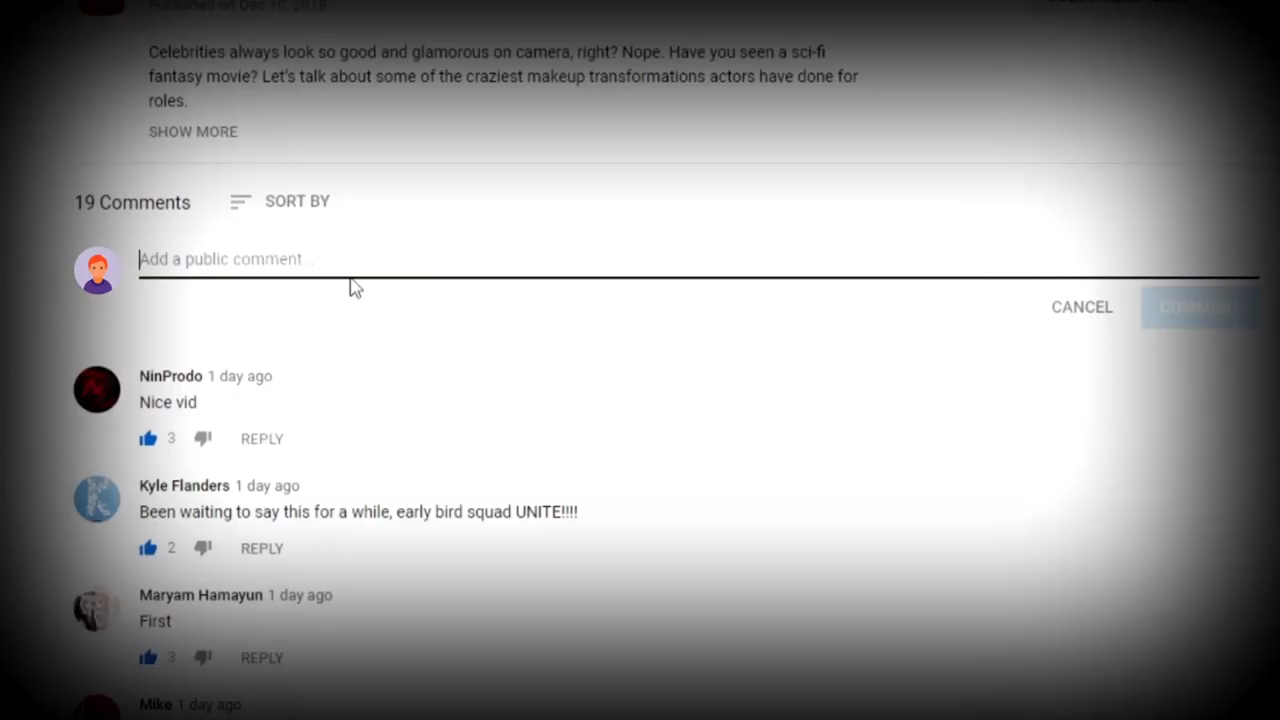 Published on Dec 10, 2018
Celebrities always look so good and glamorous on camera, right? Nope. Have you seen a sci-fi
fantasy movie? Let's talk about some of the craziest makeup transformations actors have done for
roles.
SHOW MORE
19 Comments
SORT BY
Add a public comment...
CANCEL
COMMENT
NinProdo 1 day ago
Nice vid
3 REPLY
Kyle Flanders 1 day ago
Been waiting to say this for a while, early bird squad UNITE!!!!
2 REPLY
Maryam Hamayun 1 day ago
First
3 REPLY
Mike 1 day ago